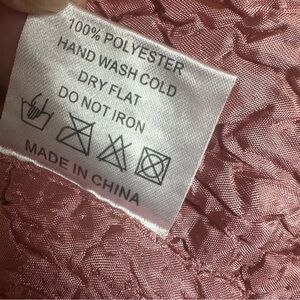 100% POLYESTER
HAND WASH COLD
DRY FLAT
DO NOT IRON
MADE IN CHINA